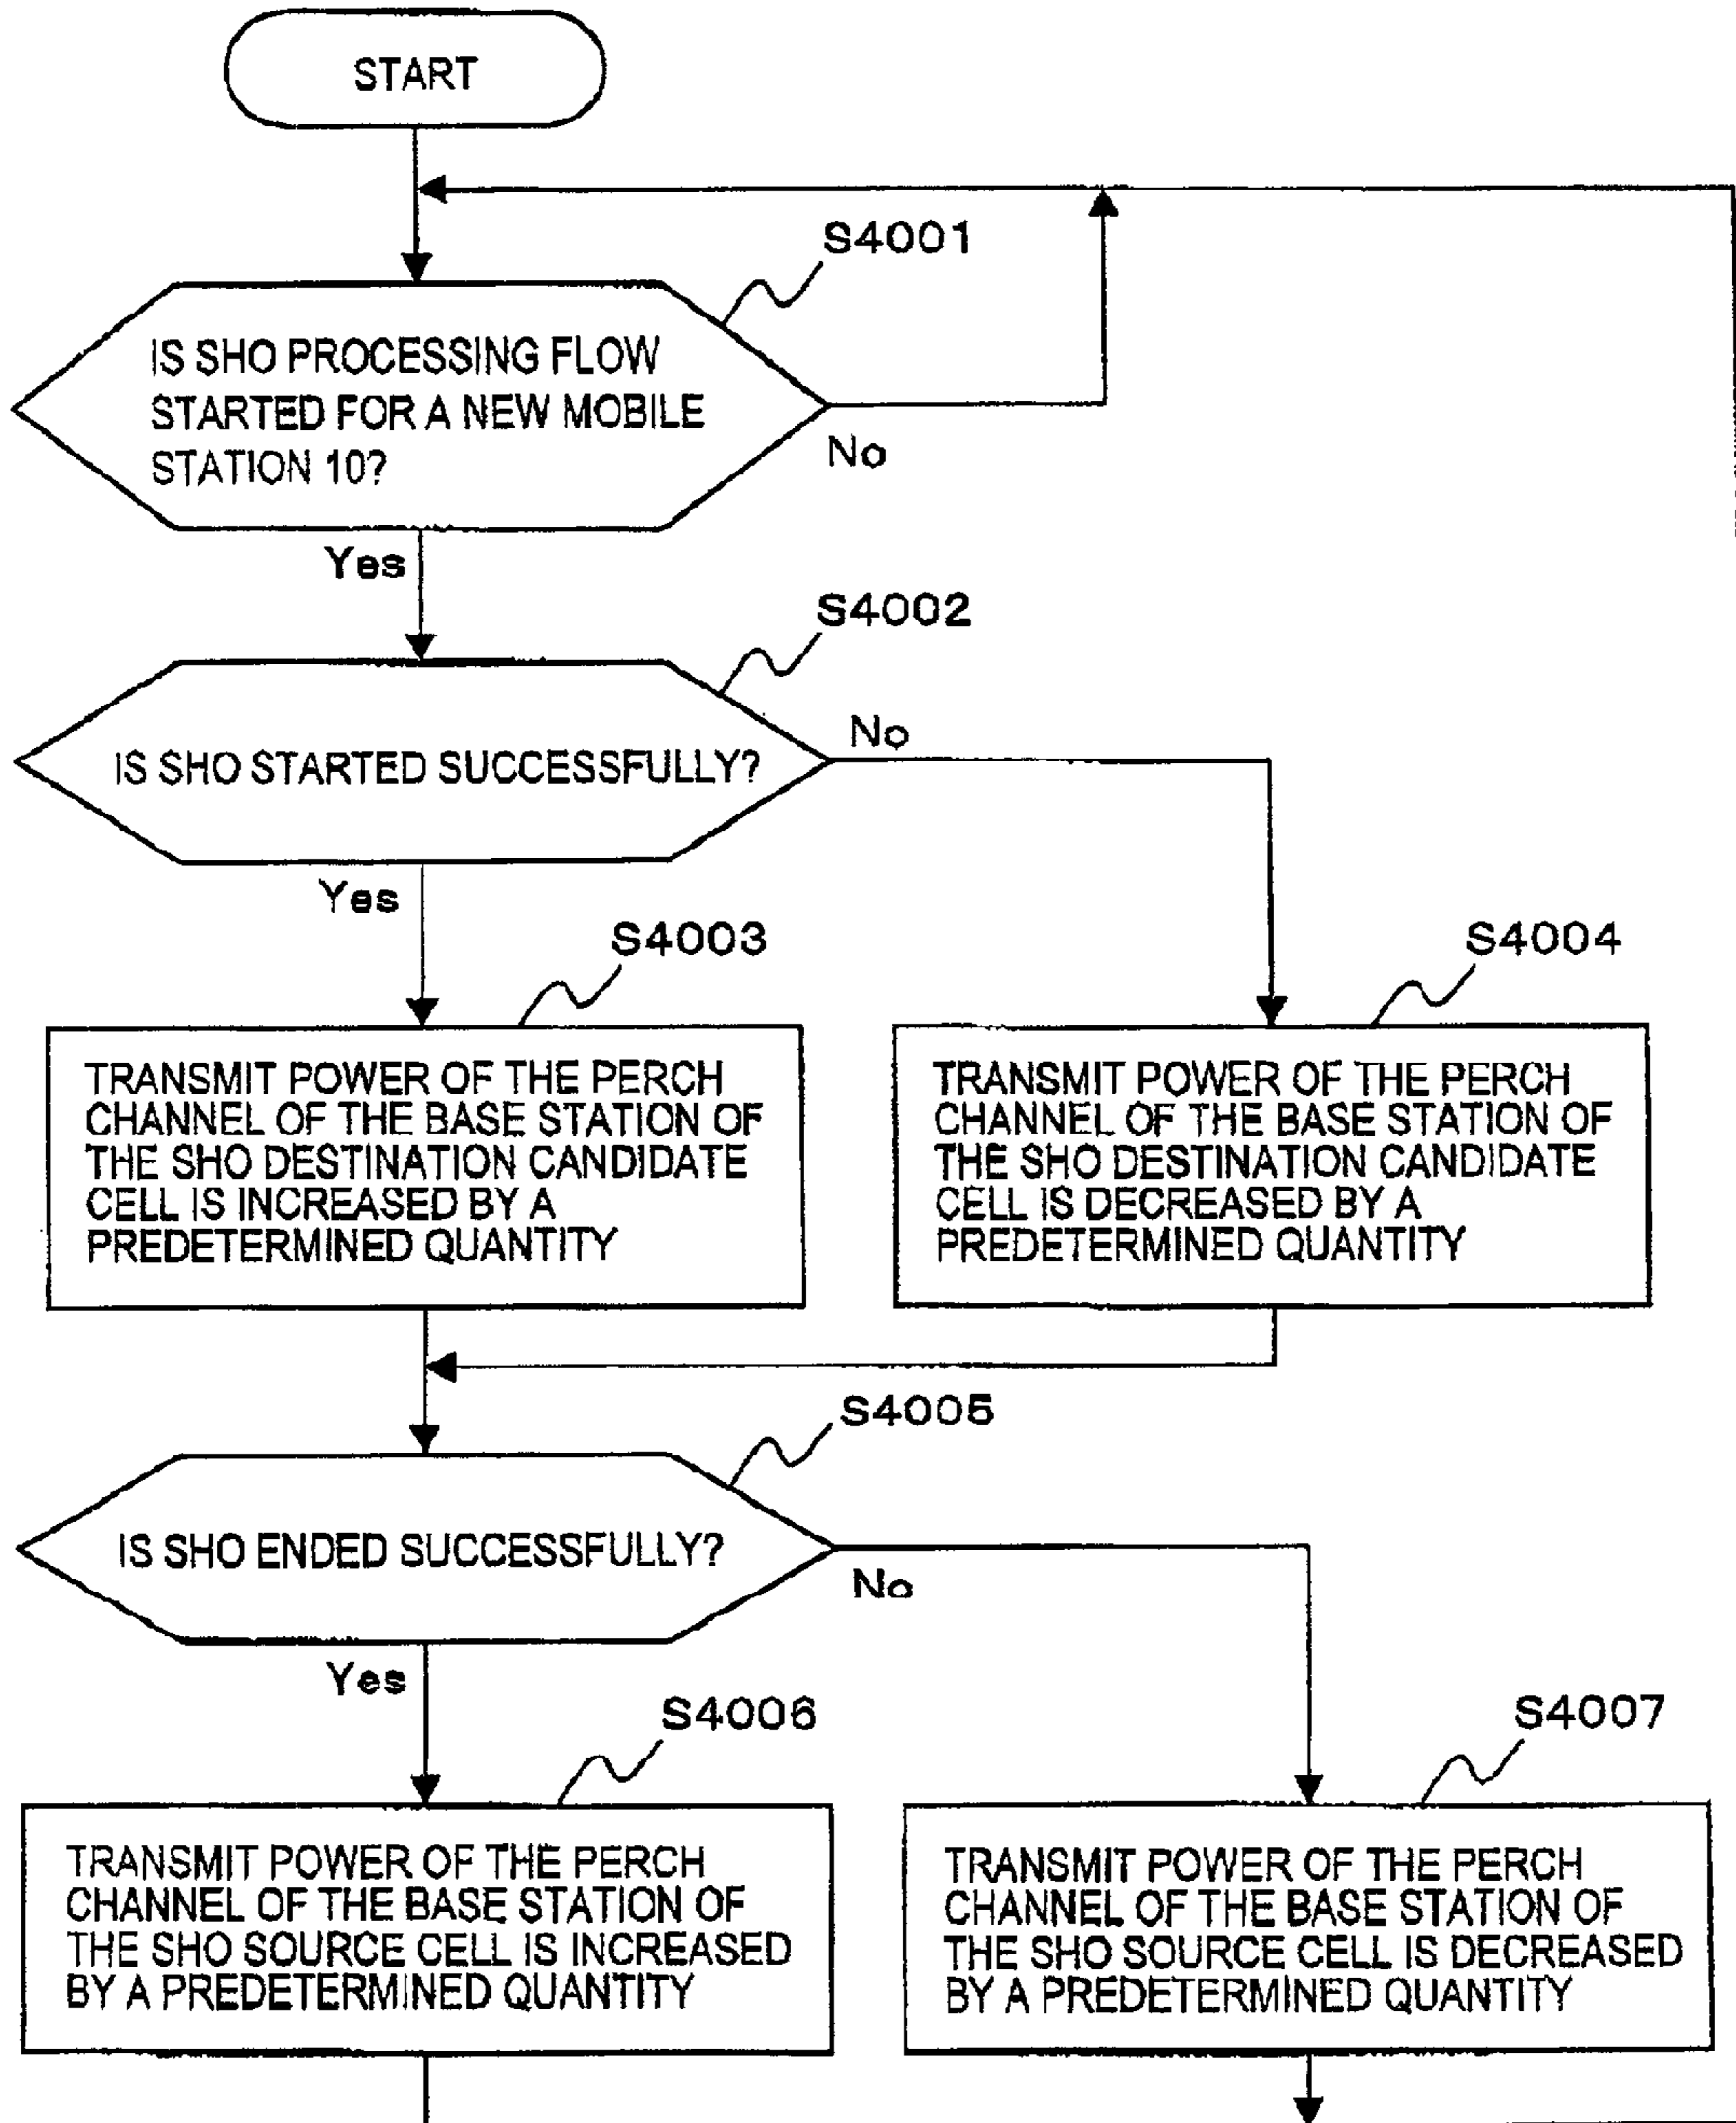 START
S4001
IS SHO PROCESSING FLOW
STARTED FOR A NEW MOBILE
STATION 10?
No
Yes
S4002
IS SHO STARTED SUCCESSFULLY?
No
Yes
S4003
S4004
TRANSMIT POWER OF THE PERCH
CHANNEL OF THE BASE STATION OF
THE SHO DESTINATION CANDIDATE
CELL IS INCREASED BY A
PREDETERMINED QUANTITY
TRANSMIT POWER OF THE PERCH
CHANNEL OF THE BASE STATION OF
THE SHO DESTINATION CANDIDATE
CELL IS DECREASED BY A
PREDETERMINED QUANTITY
S4005
IS SHO ENDED SUCCESSFULLY?
No
Yes
S4006
S4007
TRANSMIT POWER OF THE PERCH
CHANNEL OF THE BASE STATION OF
THE SHO SOURCE CELL IS INCREASED
BY A PREDETERMINED QUANTITY
TRANSMIT POWER OF THE PERCH
CHANNEL OF THE BASE STATION OF
THE SHO SOURCE CELL IS DECREASED
BY A PREDETERMINED QUANTITY